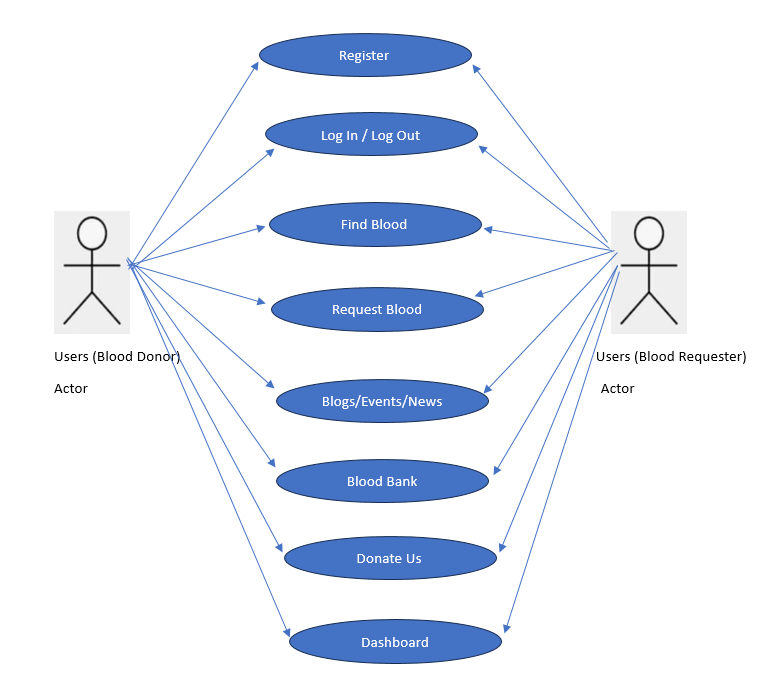 Register
Log In / Log Out
Find Blood
Request Blood
Users (Blood Donor)
Actor
Users (Blood Requester)
Actor
Blogs/Events/News
Blood Bank
Donate Us
Dashboard